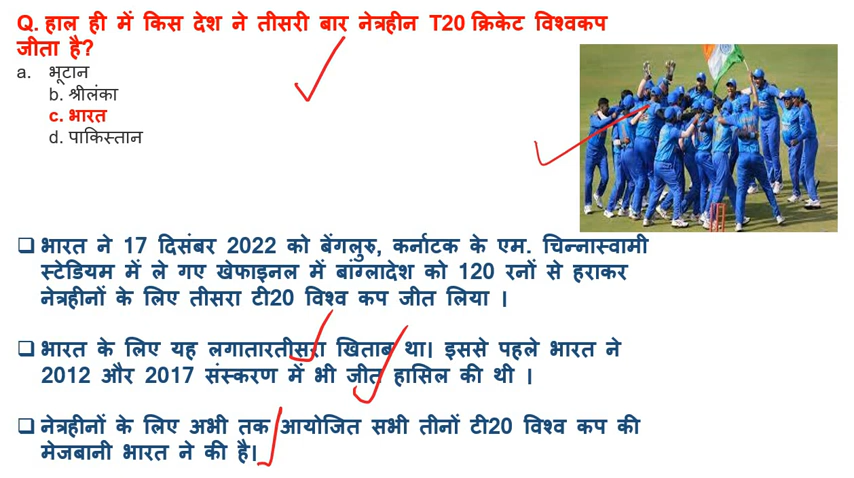 Q. हाल ही में किस देश ने तीसरी बार नेत्रहीन T20 क्रिकेट विश्वकप
जीता है?
a. भूटान
b. श्रीलंका
c. भारत
d. पाकिस्तान
❑ भारत ने 17 दिसंबर 2022 को बेंगलुरु, कर्नाटक के एम. चिन्नास्वामी
स्टेडियम में ले गए खेफाइनल में बांग्लादेश को 120 रनों से हराकर
नेत्रहीनों के लिए तीसरा टी20 विश्व कप जीत लिया ।
❑ भारत के लिए यह लगातारतीसरा खिताब था। इससे पहले भारत ने
2012 और 2017 संस्करण में भी जीत हासिल की थी ।
❑ नेत्रहीनों के लिए अभी तक आयोजित सभी तीनों टी20 विश्व कप की
मेजबानी भारत ने की है।